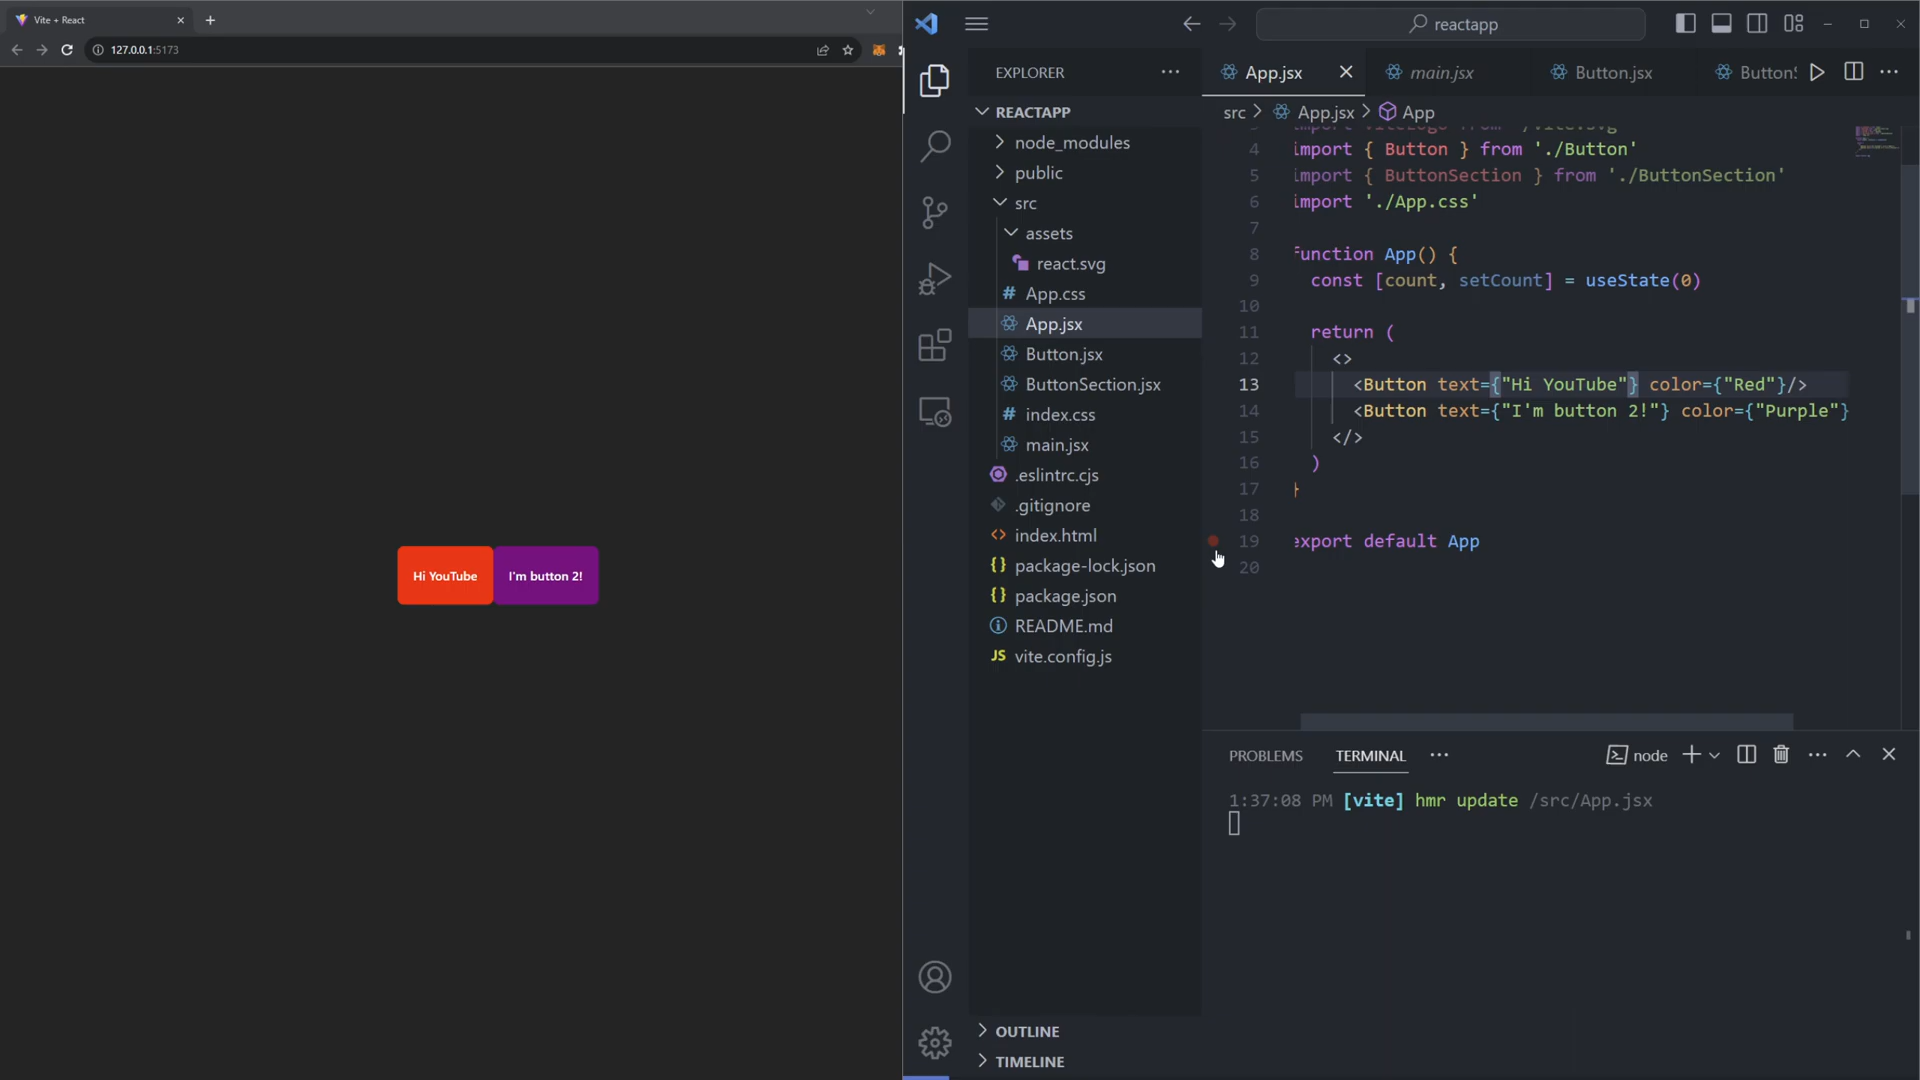 Vite + React
127.0.0.1:5173
Hi YouTube
I'm button 2!
reactapp
EXPLORER
REACTAPP
node_modules
public
src
assets
react.svg
App.css
App.jsx
Button.jsx
ButtonSection.jsx
index.css
main.jsx
.eslintrc.cjs
.gitignore
index.html
package-lock.json
package.json
README.md
vite.config.js
OUTLINE
TIMELINE
App.jsx
main.jsx
Button.jsx
ButtonS
src > App.jsx > App
4 import { Button } from './Button'
5 import { ButtonSection } from './ButtonSection'
6 import './App.css'
7
8 function App() {
9 const [count, setCount] = useState(0)
10
11 return (
12 <>
13 <Button text={"Hi YouTube"} color={"Red"}/>
14 <Button text={"I'm button 2!"} color={"Purple"}
15 </>
16 )
17 }
18
19 export default App
20
PROBLEMS
TERMINAL
node
1:37:08 PM [vite] hmr update /src/App.jsx